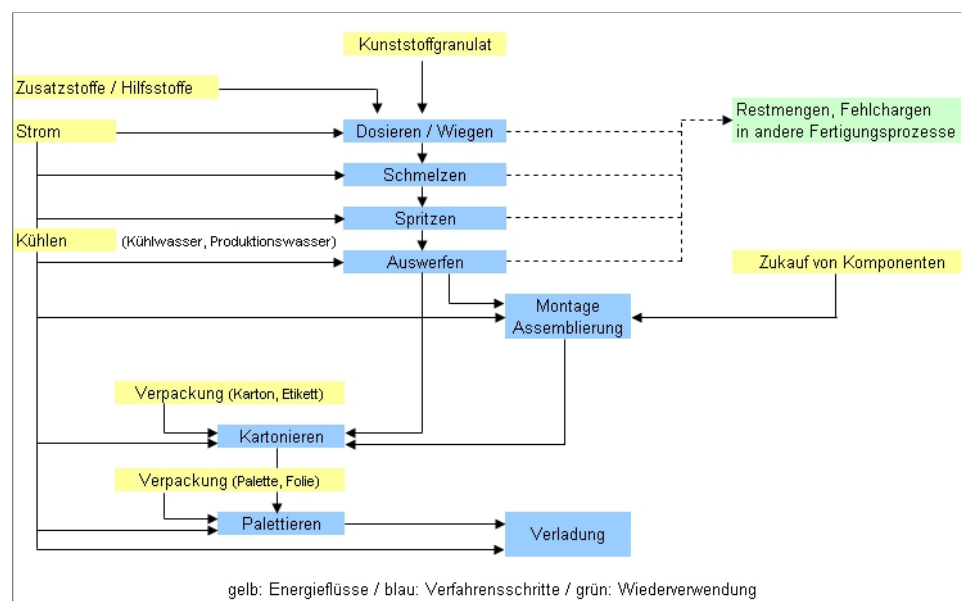 Kunststoffgranulat
Zusatzstoffe / Hilfsstoffe
Strom
Dosieren / Wiegen
Restmengen, Fehlchargen
in andere Fertigungsprozesse
Schmelzen
Spritzen
Kühlen (Kühlwasser, Produktionswasser)
Auswerfen
Zukauf von Komponenten
Montage
Assemblierung
Verpackung (Karton, Etikett)
Kartonieren
Verpackung (Palette, Folie)
Palettieren
Verladung
gelb: Energieflüsse / blau: Verfahrensschritte / grün: Wiederverwendung